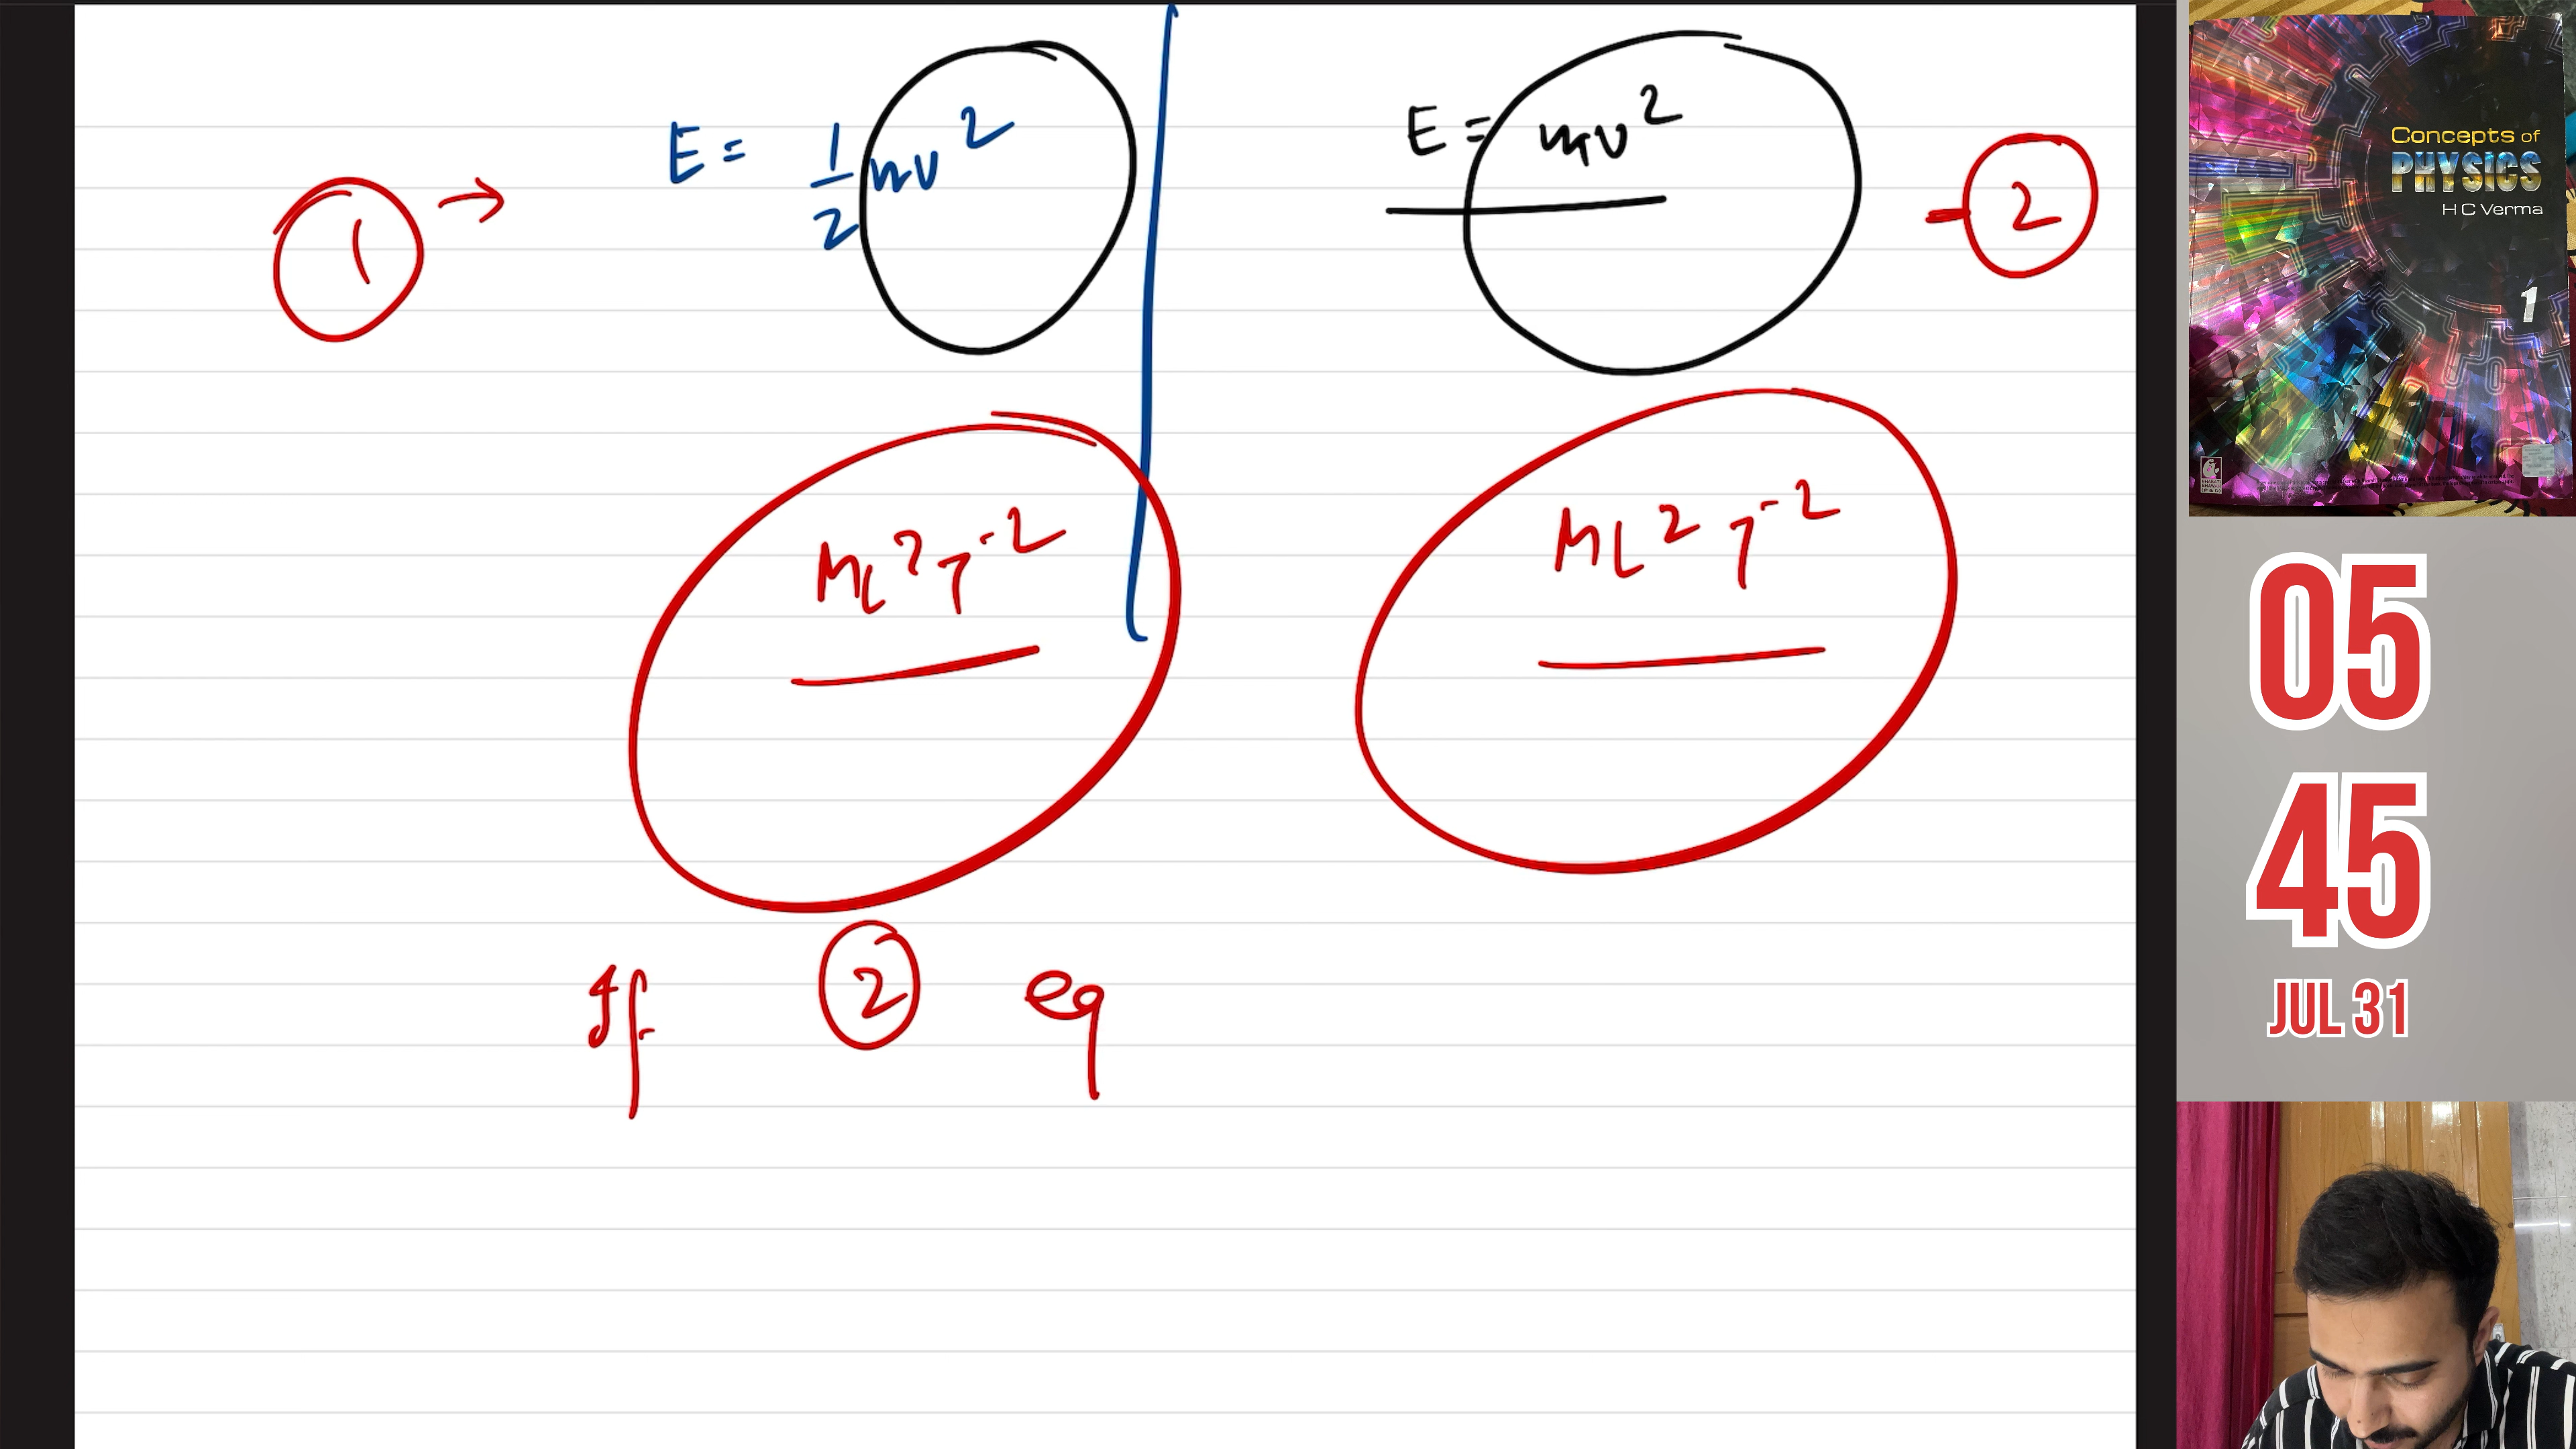 1 → E = 1/2 mv²
E = mv² - 2
ML²T⁻²
ML²T⁻²
If 2 eq
Concepts of
PHYSICS
H C Verma
1
05
45
JUL 31